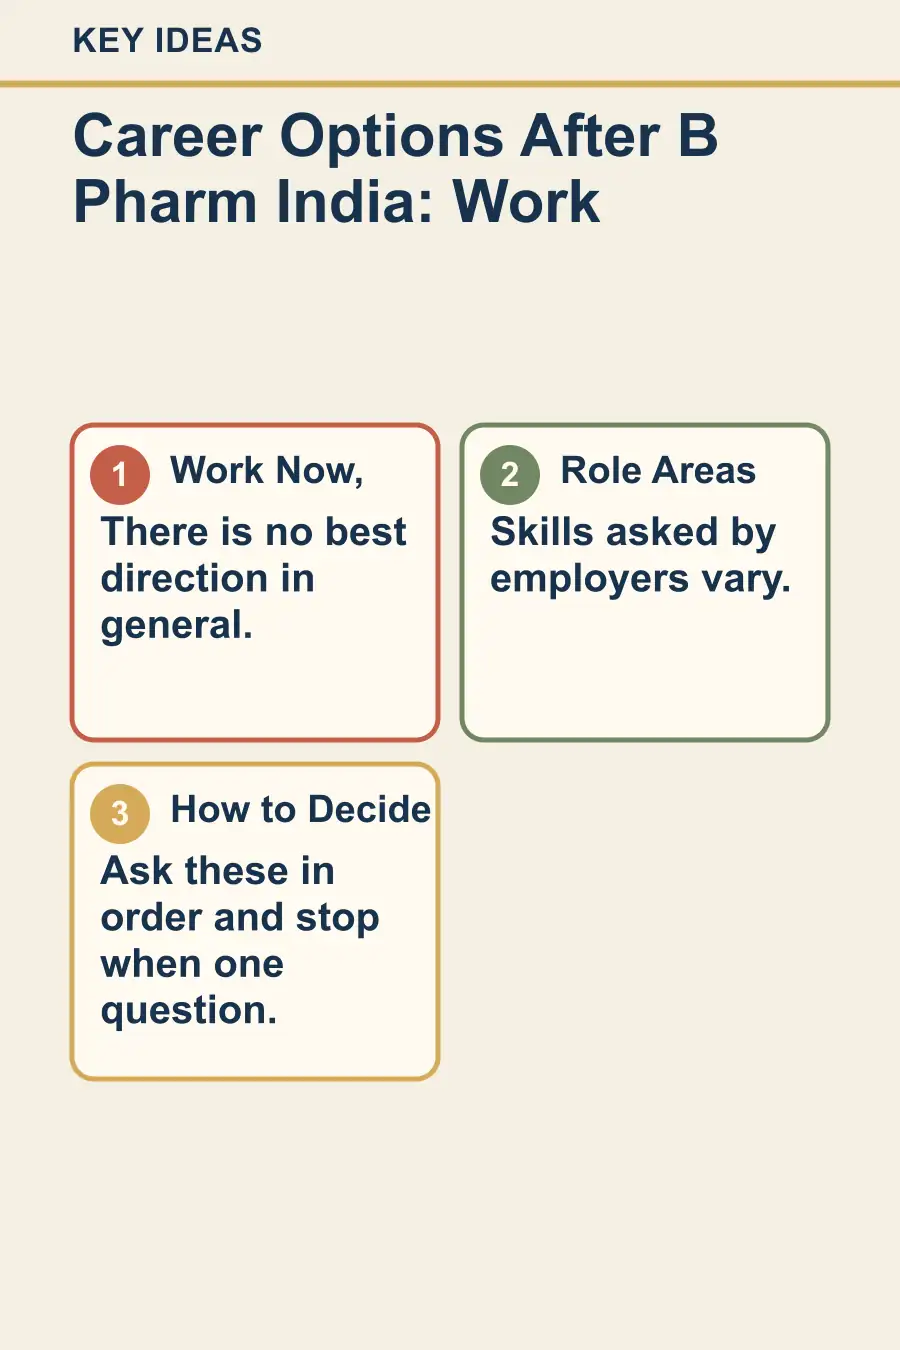 KEY IDEAS
Career Options After B
Pharm India: Work
1
Work Now,
There is no best
direction in
general.
2
Role Areas
Skills asked by
employers vary.
3
How to Decide
Ask these in
order and stop
when one
question.